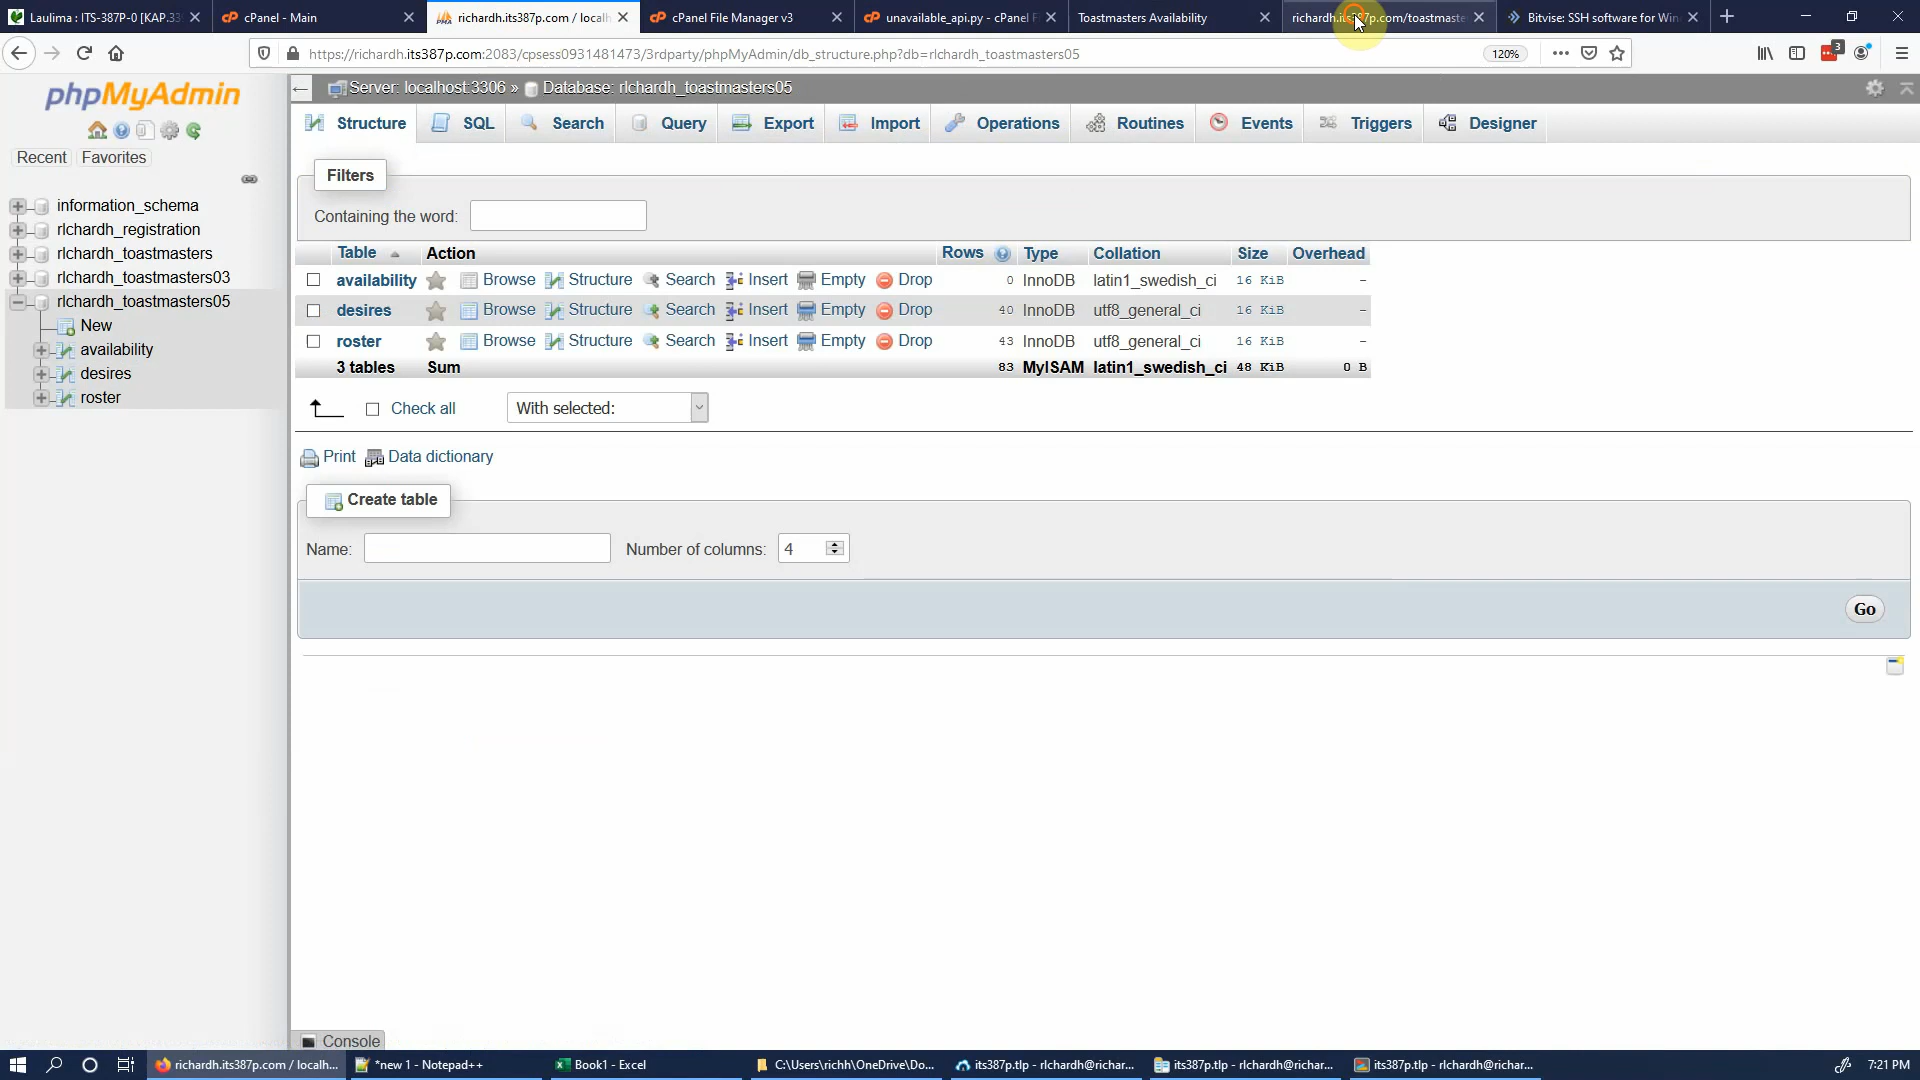 Laulima : ITS-387P-0 [KAP.33
cPanel - Main
richardh.its387p.com / localh
cPanel File Manager v3
unavailable_api.py - cPanel F
Toastmasters Availability
richardh.its387p.com/toastmaste
Bitvise: SSH software for Win
https://richardh.its387p.com:2083/cpsess0931481473/3rdparty/phpMyAdmin/db_structure.php?db=rlchardh_toastmasters05
120%
3
phpMyAdmin
Recent Favorites
information_schema
rlchardh_registration
rlchardh_toastmasters
rlchardh_toastmasters03
rlchardh_toastmasters05
New
availability
desires
roster
Server: localhost:3306 » Database: rlchardh_toastmasters05
Structure SQL Search Query Export Import Operations Routines Events Triggers Designer
Filters
Containing the word:
Table Action Rows Type Collation Size Overhead
availability Browse Structure Search Insert Empty Drop 0 InnoDB latin1_swedish_ci 16 KiB -
desires Browse Structure Search Insert Empty Drop 40 InnoDB utf8_general_ci 16 KiB -
roster Browse Structure Search Insert Empty Drop 43 InnoDB utf8_general_ci 16 KiB -
3 tables Sum 83 MyISAM latin1_swedish_ci 48 KiB 0 B
Check all With selected:
Print Data dictionary
Create table
Name: Number of columns: 4
Go
Console
richardh.its387p.com / localh...
*new 1 - Notepad++
Book1 - Excel
C:\Users\richh\OneDrive\Do...
its387p.tlp - rlchardh@richar...
its387p.tlp - rlchardh@richar...
its387p.tlp - rlchardh@richar...
7:21 PM